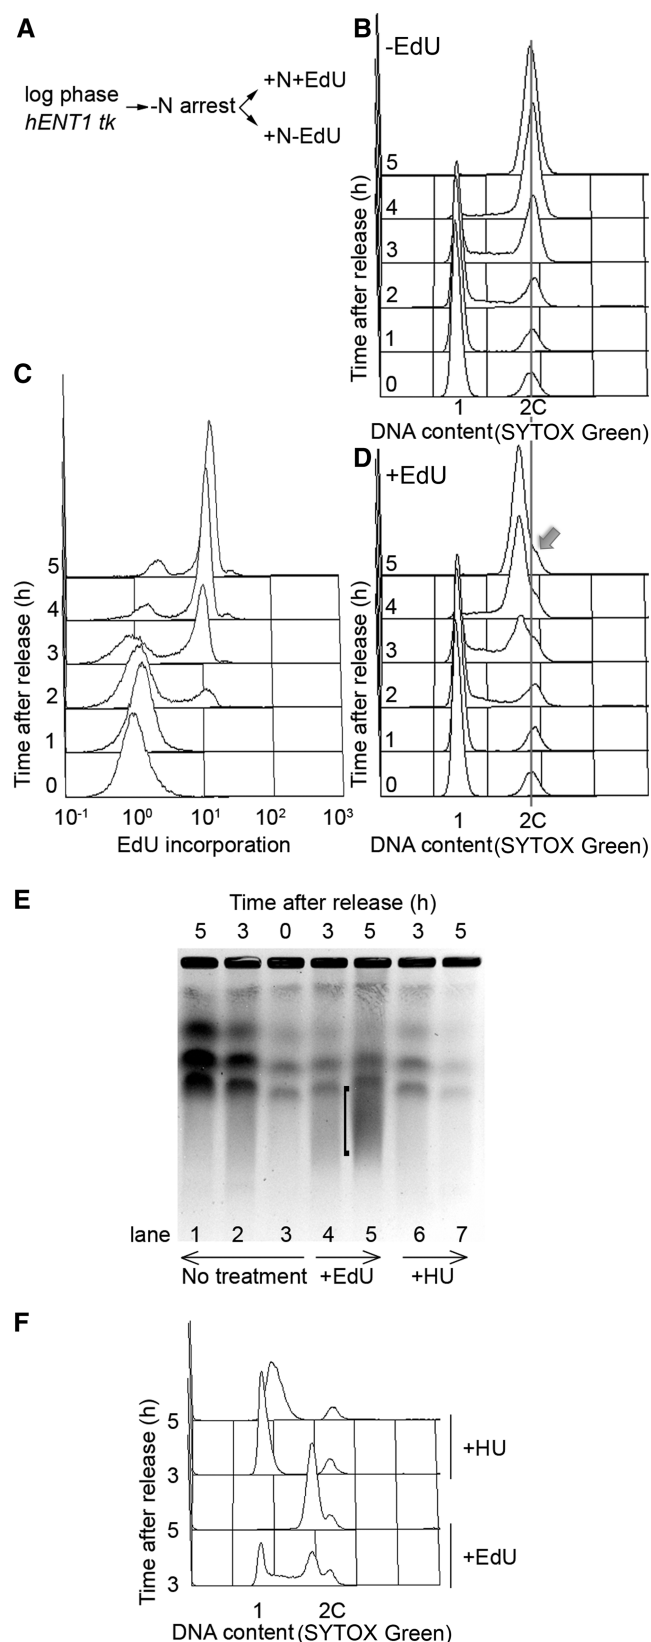 A
log phase
hENT1 tk
-N arrest
+N+EdU
+N-EdU
B
-EdU
Time after release (h)
5
4
3
2
1
0
1
2C
DNA content (SYTOX Green)
C
Time after release (h)
5
4
3
2
1
0
10-1
100
101
102
103
EdU incorporation
D
+EdU
Time after release (h)
5
4
3
2
1
0
1
2C
DNA content (SYTOX Green)
E
Time after release (h)
5 3 0 3 5 3 5
lane 1 2 3 4 5 6 7
No treatment +EdU +HU
F
Time after release (h)
5
3
5
3
+HU
+EdU
1
2C
DNA content (SYTOX Green)